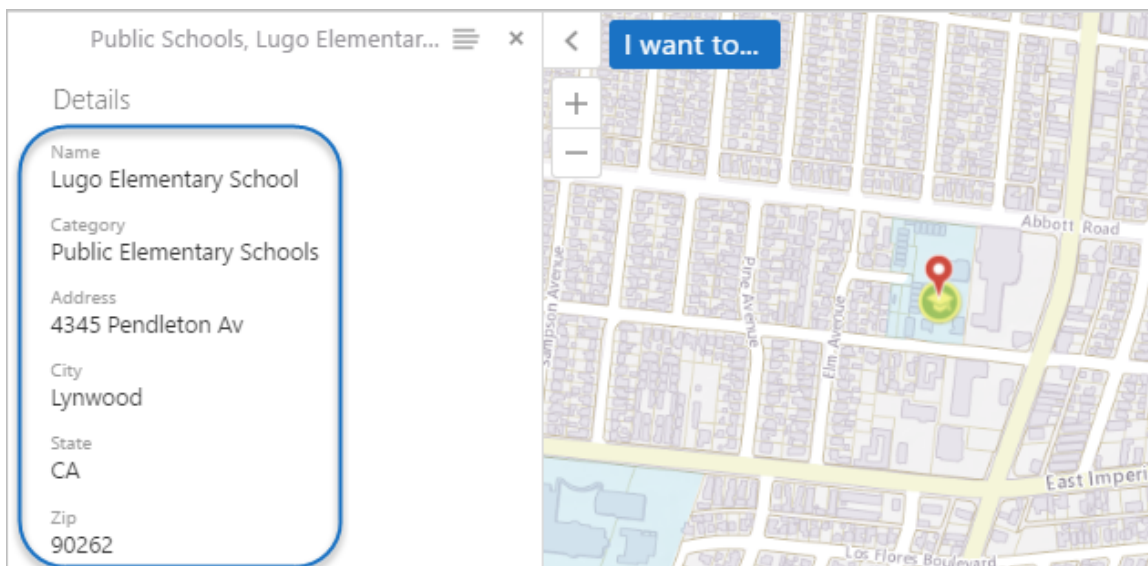 Public Schools, Lugo Elementar...
Details
Name
Lugo Elementary School
Category
Public Elementary Schools
Address
4345 Pendleton Av
City
Lynwood
State
CA
Zip
90262
I want to...
Abbott Road
Sampson Avenue
Pine Avenue
Elm Avenue
East Imperi
Los Flores Boulevard